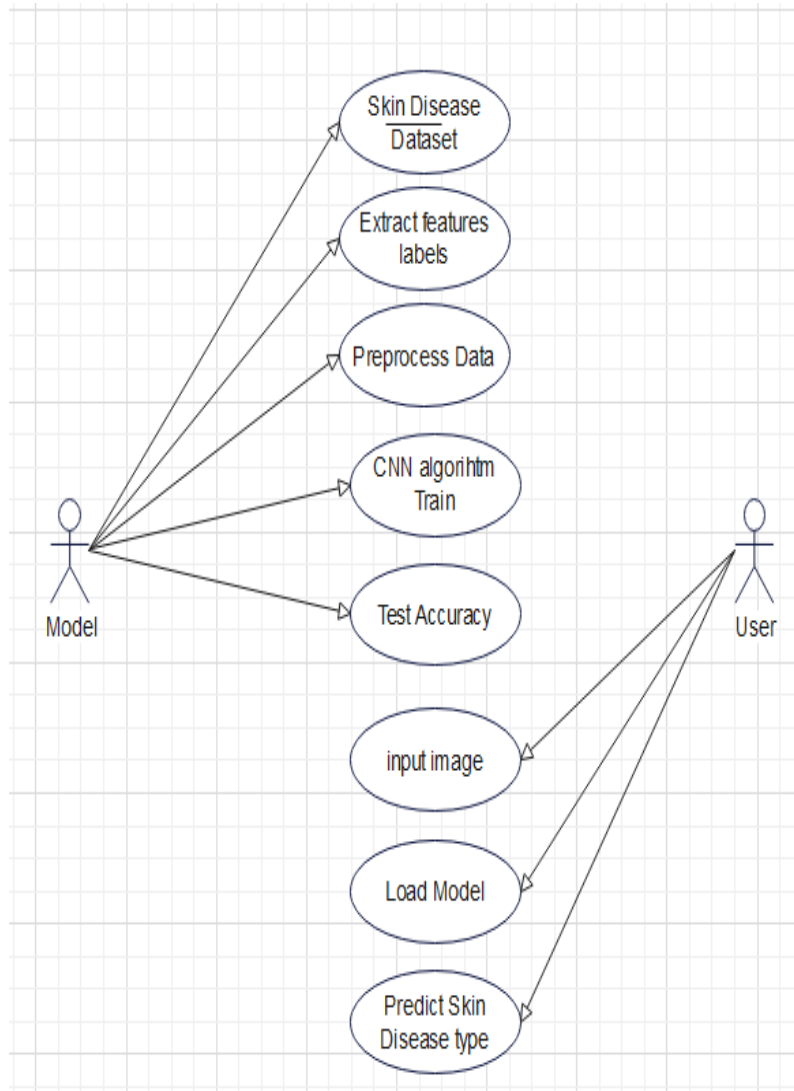 Skin Disease
Dataset
Extract features
labels
Preprocess Data
CNN algorihtm
Train
Test Accuracy
Model
User
input image
Load Model
Predict Skin
Disease type